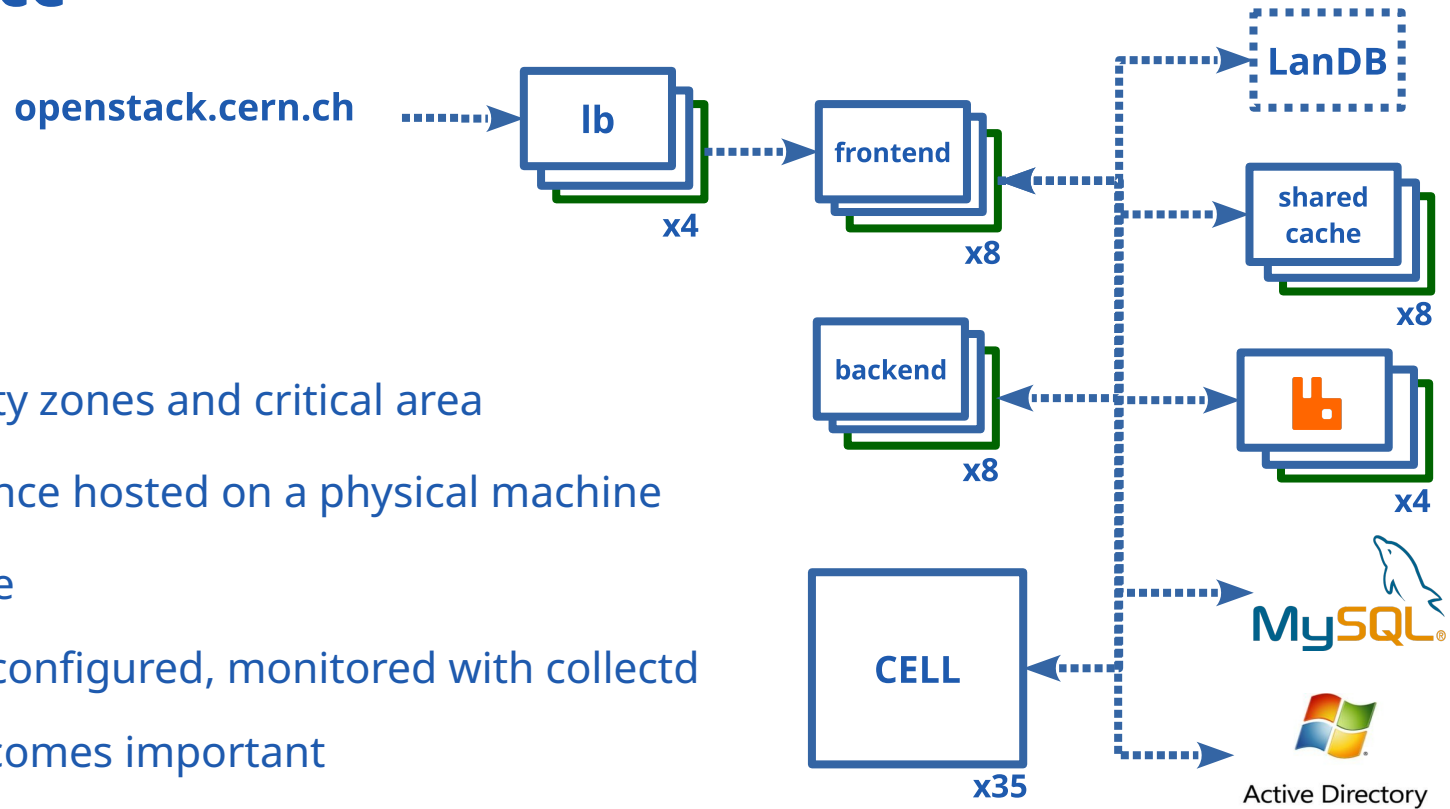 openstack.cern.ch
lb
x4
frontend
x8
LanDB
shared
cache
x8
backend
x8
x4
ty zones and critical area
nce hosted on a physical machine
e
configured, monitored with collectd
comes important
CELL
x35
MySQL®
Active Directory